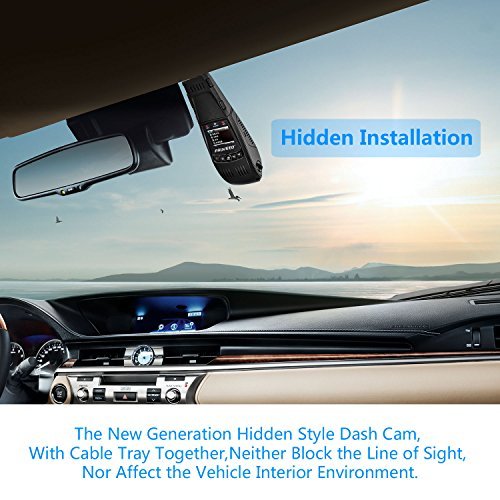 Hidden Installation
PRUVEEO
The New Generation Hidden Style Dash Cam,
With Cable Tray Together,Neither Block the Line of Sight,
Nor Affect the Vehicle Interior Environment.